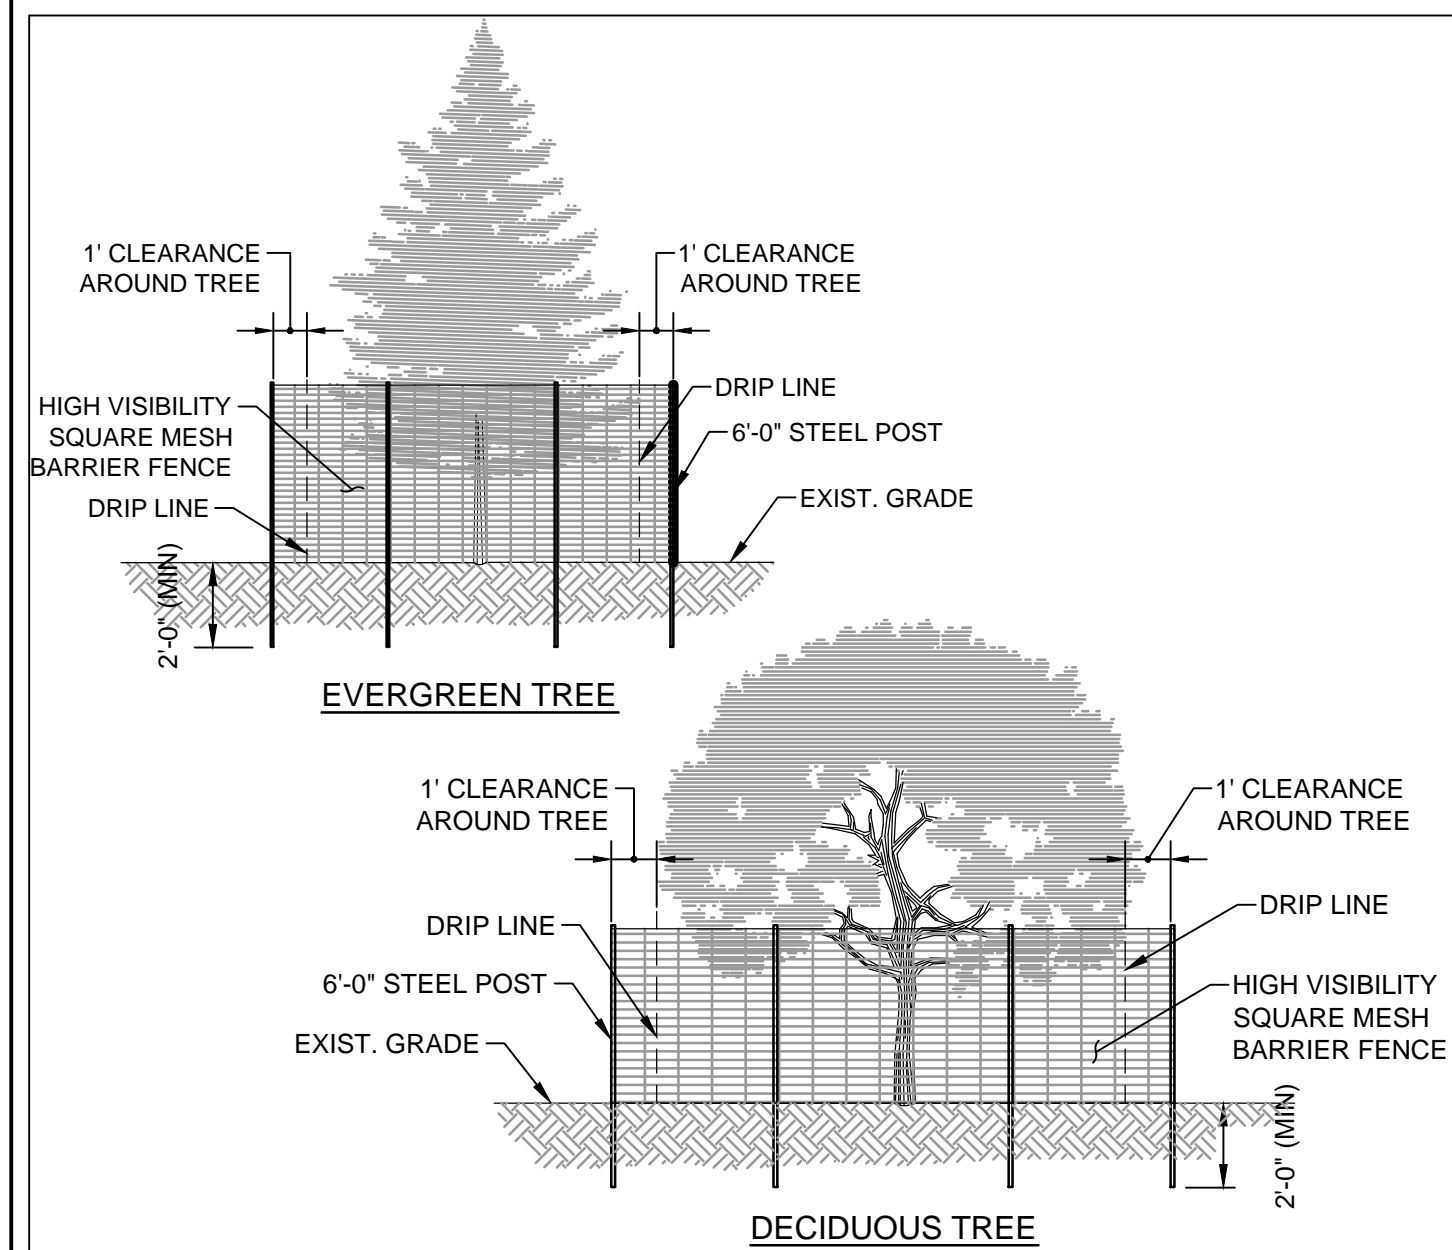 1' CLEARANCE
AROUND TREE
1' CLEARANCE
AROUND TREE
HIGH VISIBILITY
SQUARE MESH
BARRIER FENCE
DRIP LINE
DRIP LINE
6'-0" STEEL POST
EXIST. GRADE
2'-0" (MIN)
EVERGREEN TREE
1' CLEARANCE
AROUND TREE
1' CLEARANCE
AROUND TREE
DRIP LINE
6'-0" STEEL POST
EXIST. GRADE
DRIP LINE
HIGH VISIBILITY
SQUARE MESH
BARRIER FENCE
2'-0" (MIN)
DECIDUOUS TREE